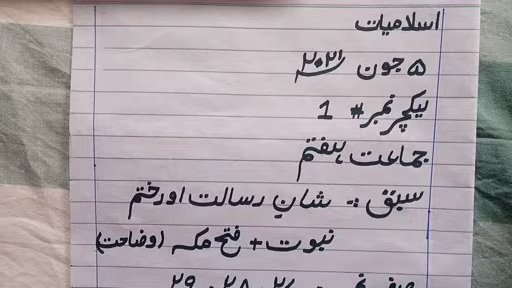 اسلامیات
۵ جون ۲۰۲۱
لیکچر نمبر # 1
جماعت ہفتم
سبق :- شانِ رسالت اور ختم
نبوت + فتح مکہ (وضاحت)